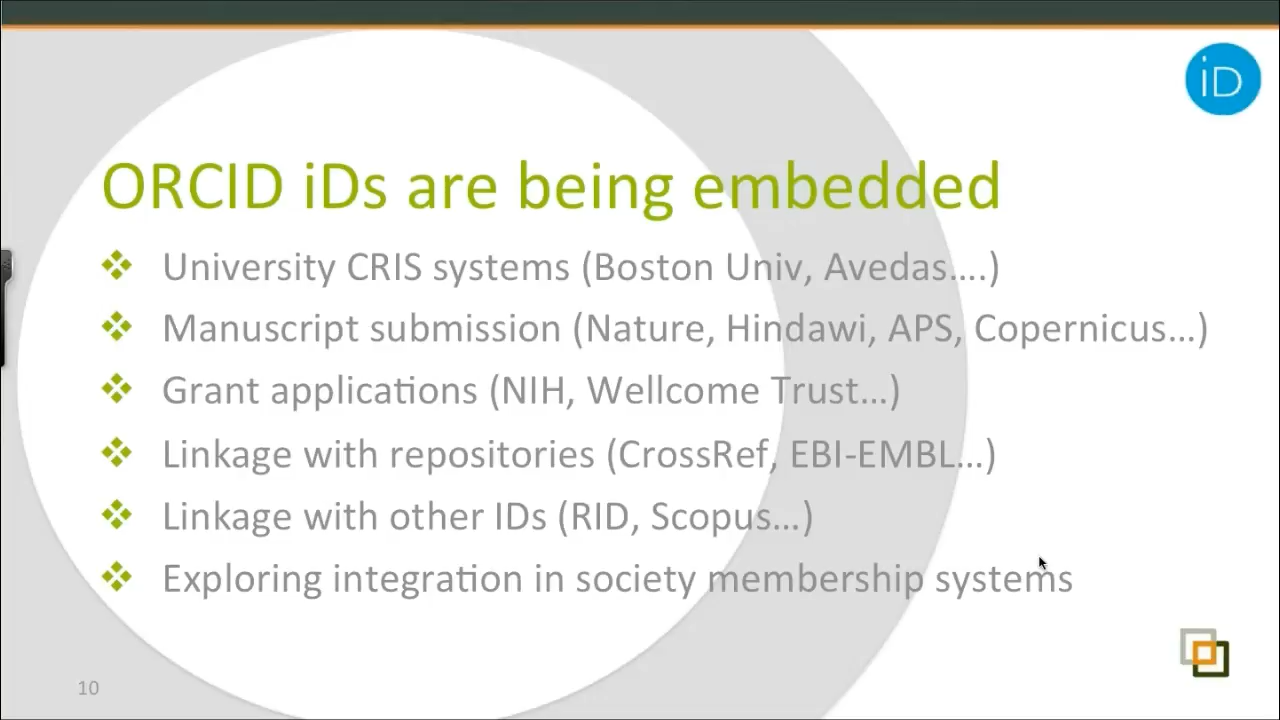 iD
ORCID iDs are being embedded
University CRIS systems (Boston Univ, Avedas....)
Manuscript submission (Nature, Hindawi, APS, Copernicus...)
Grant applications (NIH, Wellcome Trust...)
Linkage with repositories (CrossRef, EBI-EMBL...)
Linkage with other IDs (RID, Scopus...)
Exploring integration in society membership systems
10